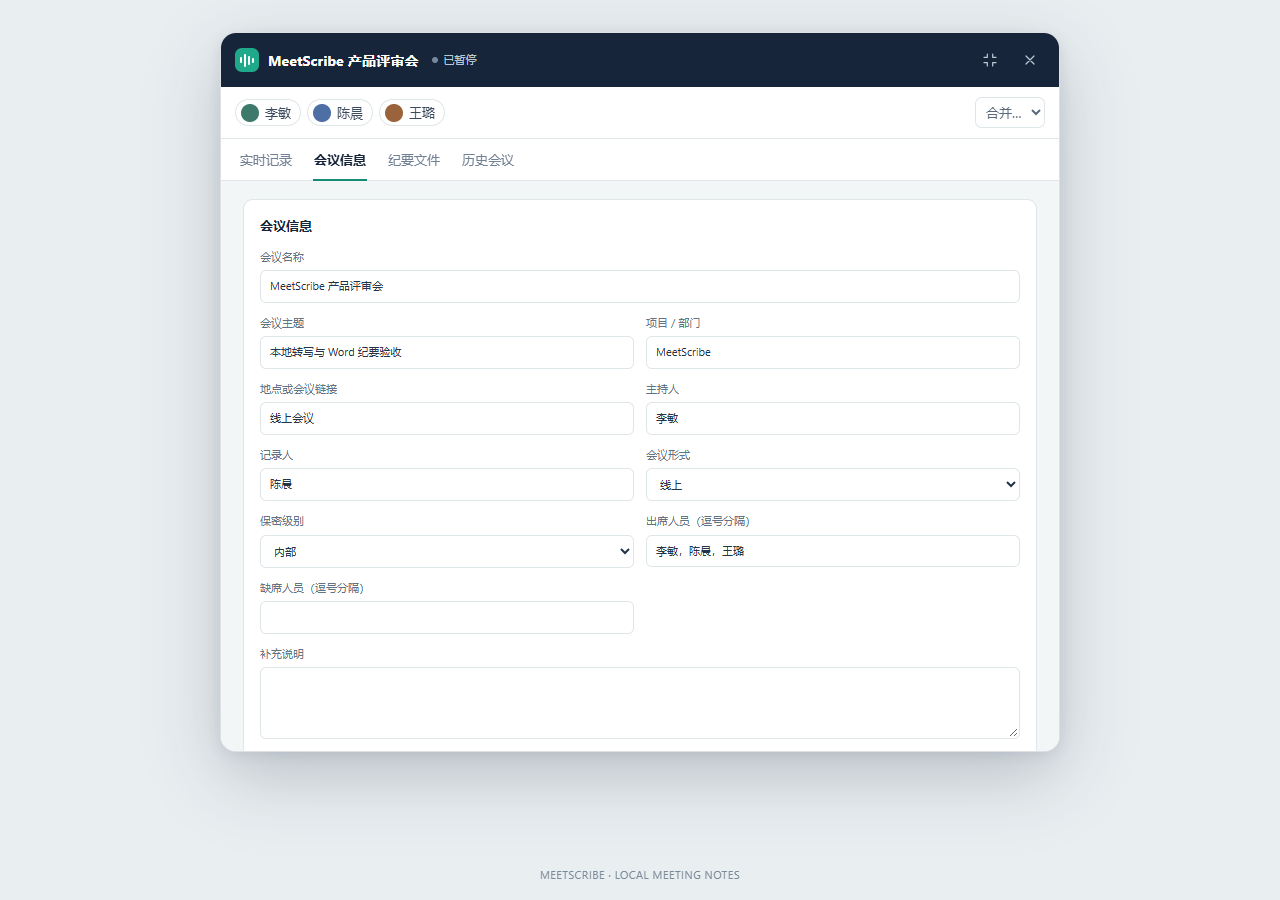 MeetScribe 产品评审会 已暂停
李敏 陈晨 王璐 合并...
实时记录 会议信息 纪要文件 历史会议
会议信息
会议名称
MeetScribe 产品评审会
会议主题 项目 / 部门
本地转写与 Word 纪要验收 MeetScribe
地点或会议链接 主持人
线上会议 李敏
记录人 会议形式
陈晨 线上
保密级别 出席人员（逗号分隔）
内部 李敏，陈晨，王璐
缺席人员（逗号分隔）
补充说明
MEETSCRIBE · LOCAL MEETING NOTES